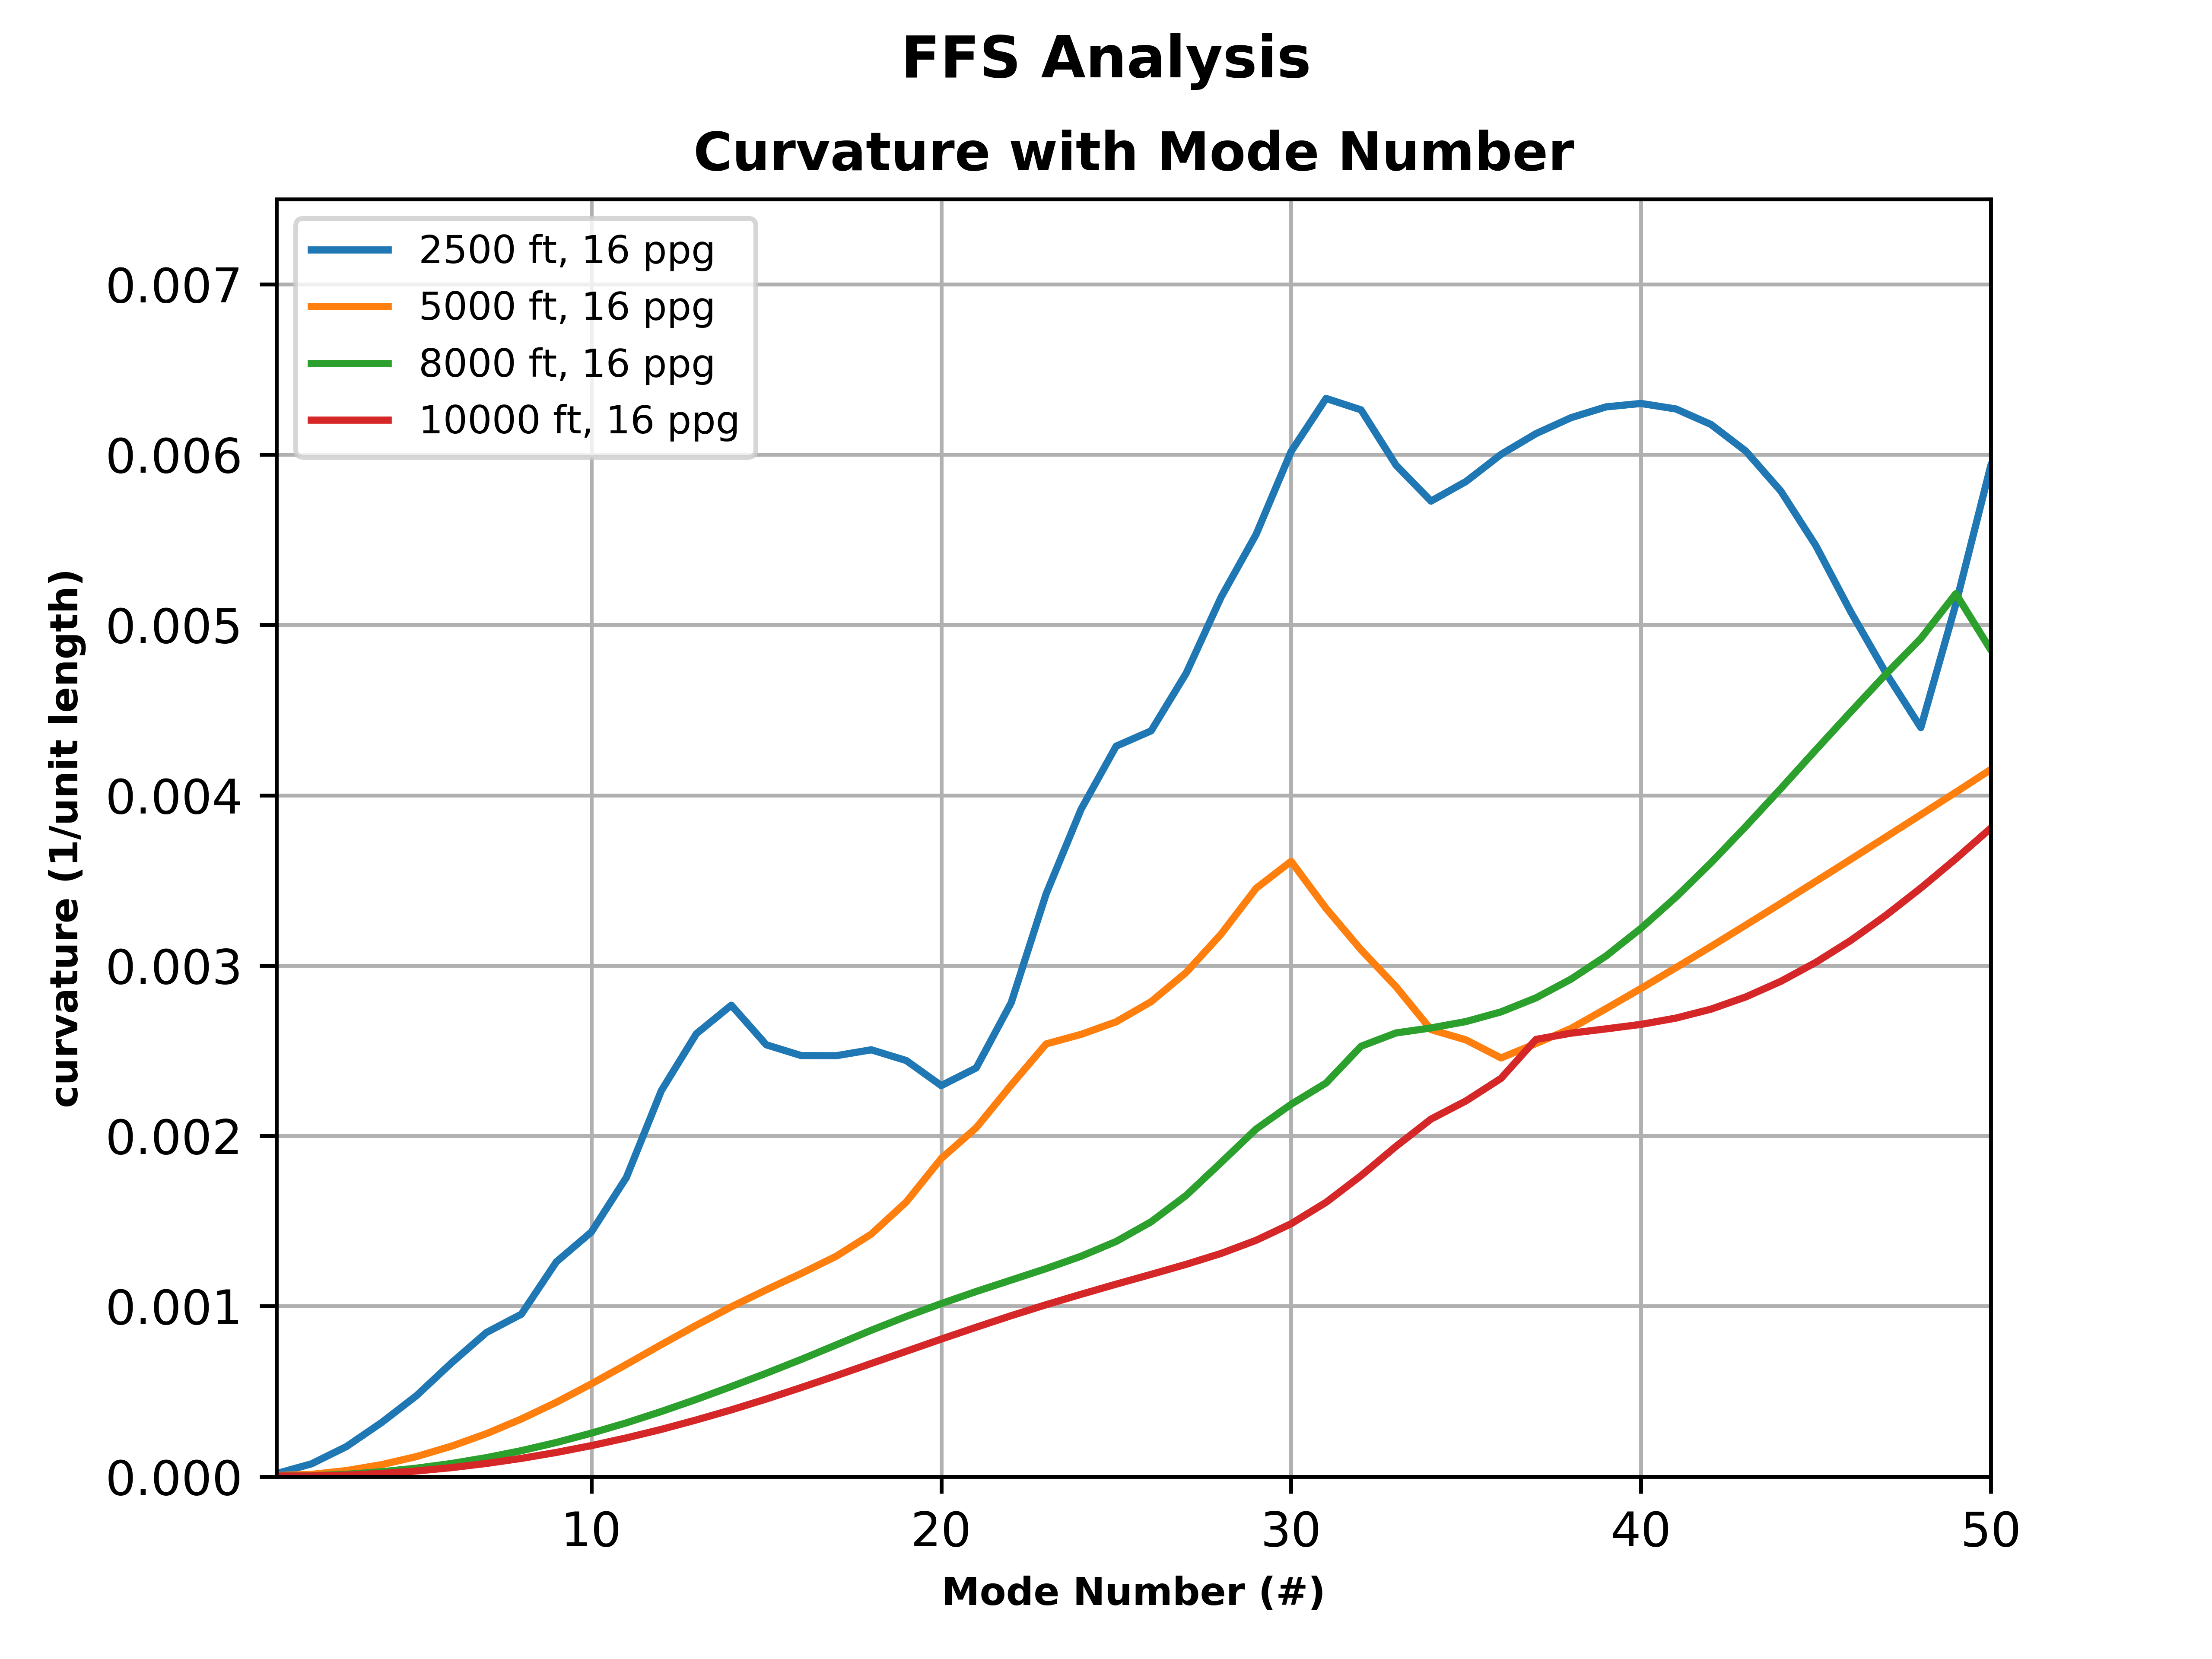 FFS Analysis
Curvature with Mode Number
2500 ft, 16 ppg
5000 ft, 16 ppg
8000 ft, 16 ppg
10000 ft, 16 ppg
curvature (1/unit length)
0.007
0.006
0.005
0.004
0.003
0.002
0.001
0.000
10 20 30 40 50
Mode Number (#)